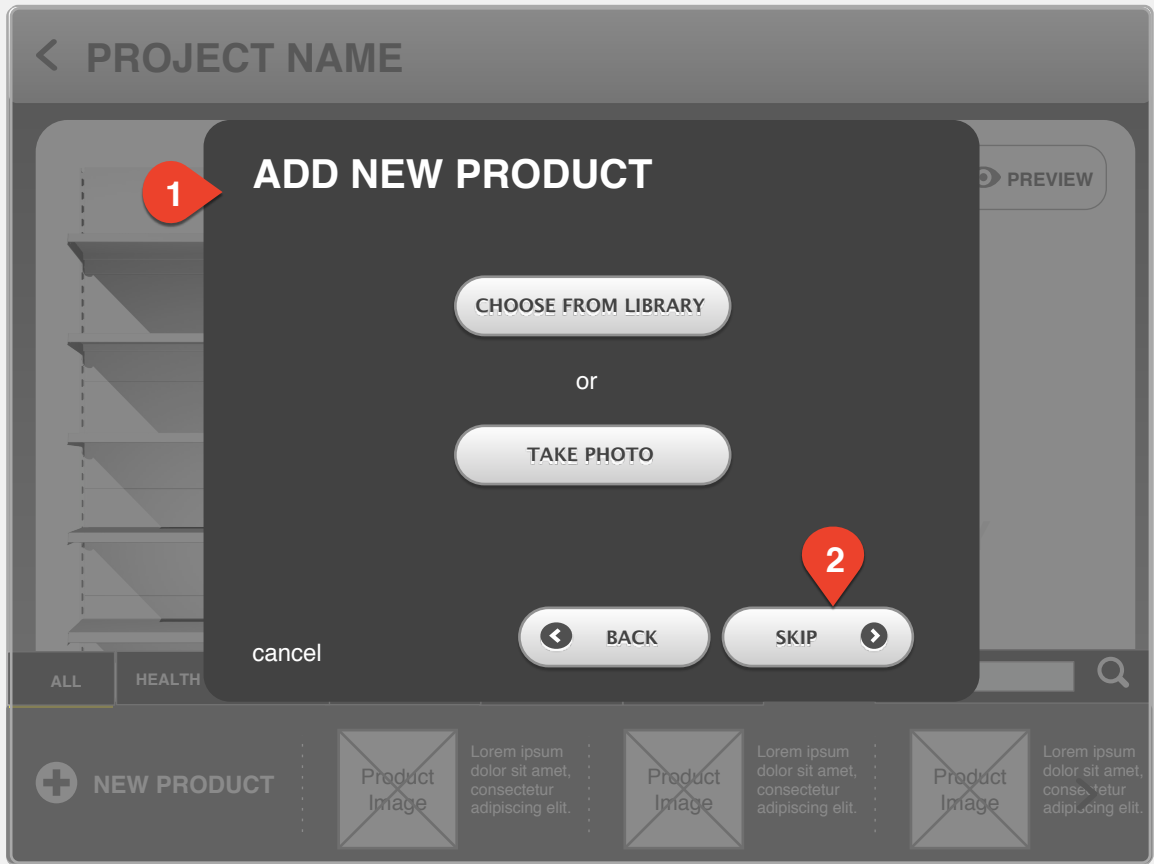 PROJECT NAME
ADD NEW PRODUCT
1
PREVIEW
CHOOSE FROM LIBRARY
or
TAKE PHOTO
2
BACK
SKIP
cancel
ALL
HEALTH
NEW PRODUCT
Product
Image
Lorem ipsum
dolor sit amet,
consectetur
adipiscing elit.
Product
Image
Lorem ipsum
dolor sit amet,
consectetur
adipiscing elit.
Product
Image
Lorem ipsum
dolor sit amet,
consectetur
adipiscing elit.